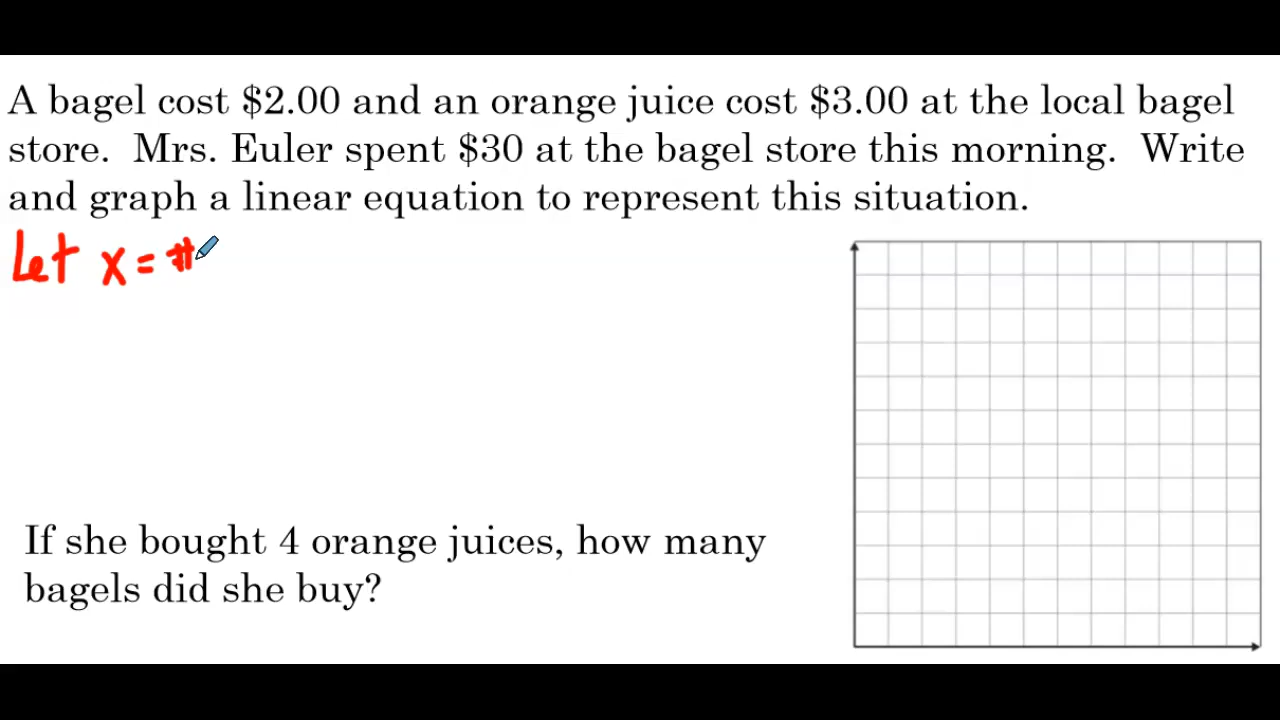 A bagel cost $2.00 and an orange juice cost $3.00 at the local bagel
store.  Mrs. Euler spent $30 at the bagel store this morning.  Write
and graph a linear equation to represent this situation.
Let x = #
If she bought 4 orange juices, how many
bagels did she buy?